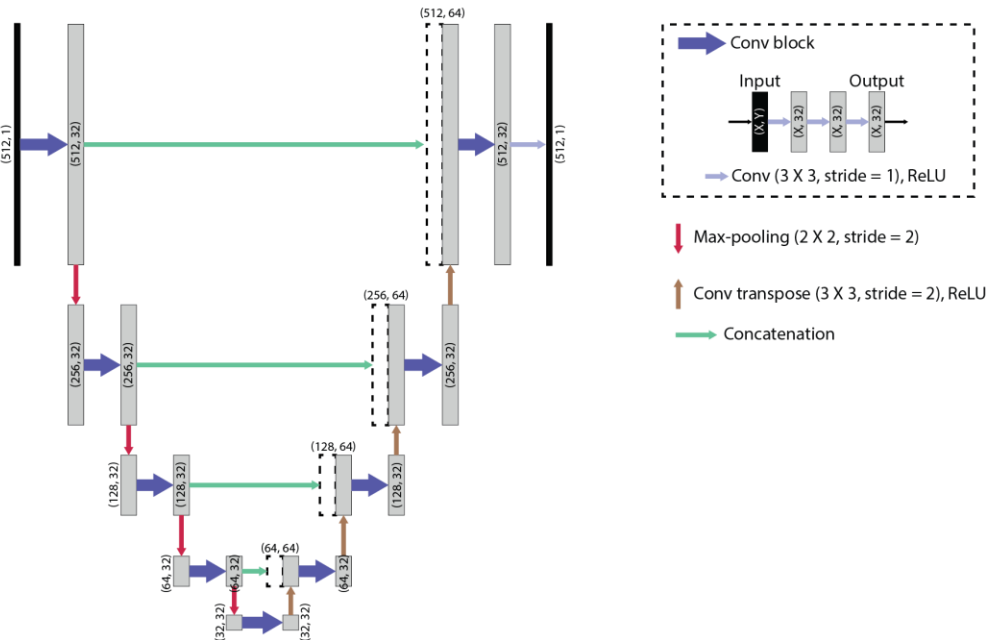 (512, 1)
(512, 32)
(512, 64)
(512, 32)
(512, 1)
(256, 32)
(256, 32)
(256, 64)
(256, 32)
(128, 32)
(128, 32)
(128, 64)
(128, 32)
(64, 32)
(64, 32)
(64, 64)
(64, 32)
(32, 32)
(32, 32)
Conv block
Input Output
(X,Y)
(X, 32)
(X, 32)
(X, 32)
Conv (3 X 3, stride = 1), ReLU
Max-pooling (2 X 2, stride = 2)
Conv transpose (3 X 3, stride = 2), ReLU
Concatenation